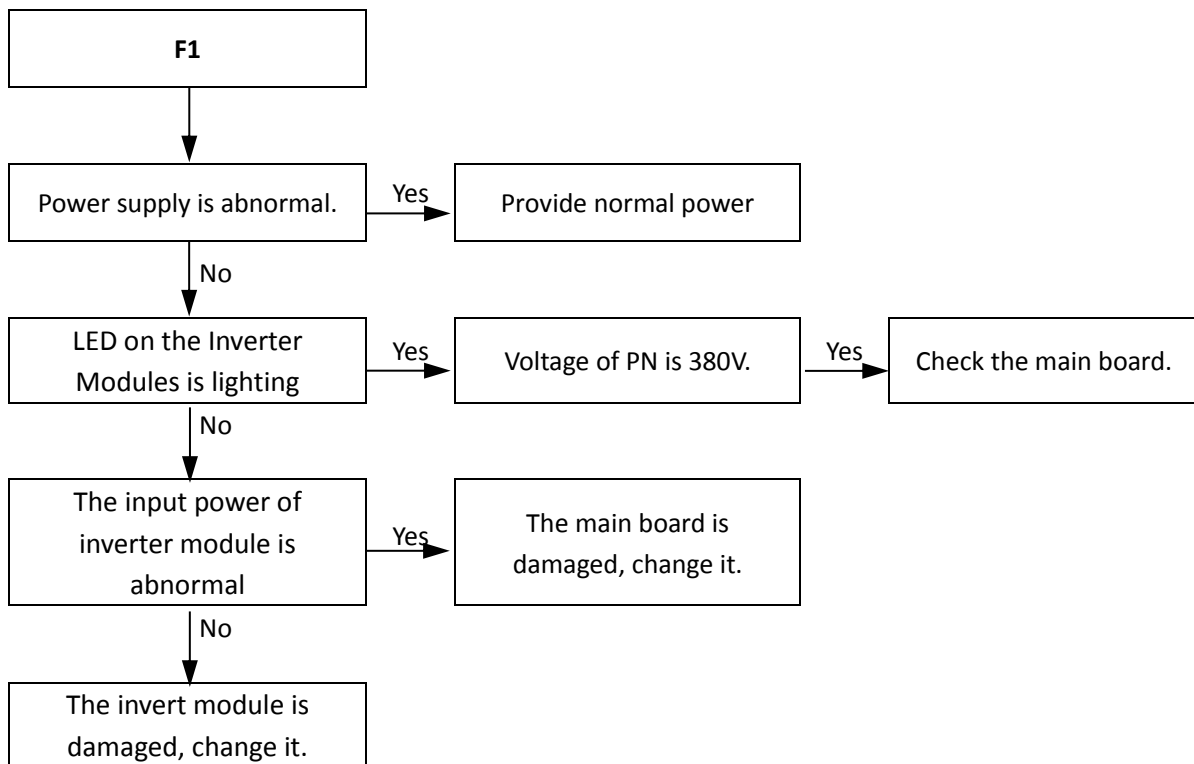 F1
Power supply is abnormal.
Yes
Provide normal power
No
LED on the Inverter
Modules is lighting
Yes
Voltage of PN is 380V.
Yes
Check the main board.
No
The input power of
inverter module is
abnormal
Yes
The main board is
damaged, change it.
No
The invert module is
damaged, change it.